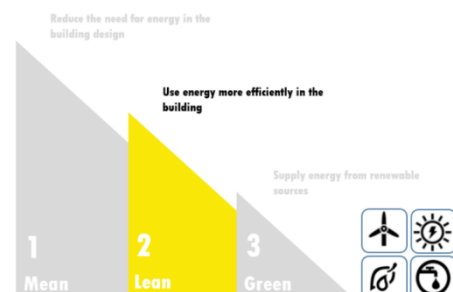 Reduce the need for energy in the
building design
Use energy more efficiently in the
building
Supply energy from renewable
sources
1
Mean
2
Lean
3
Green